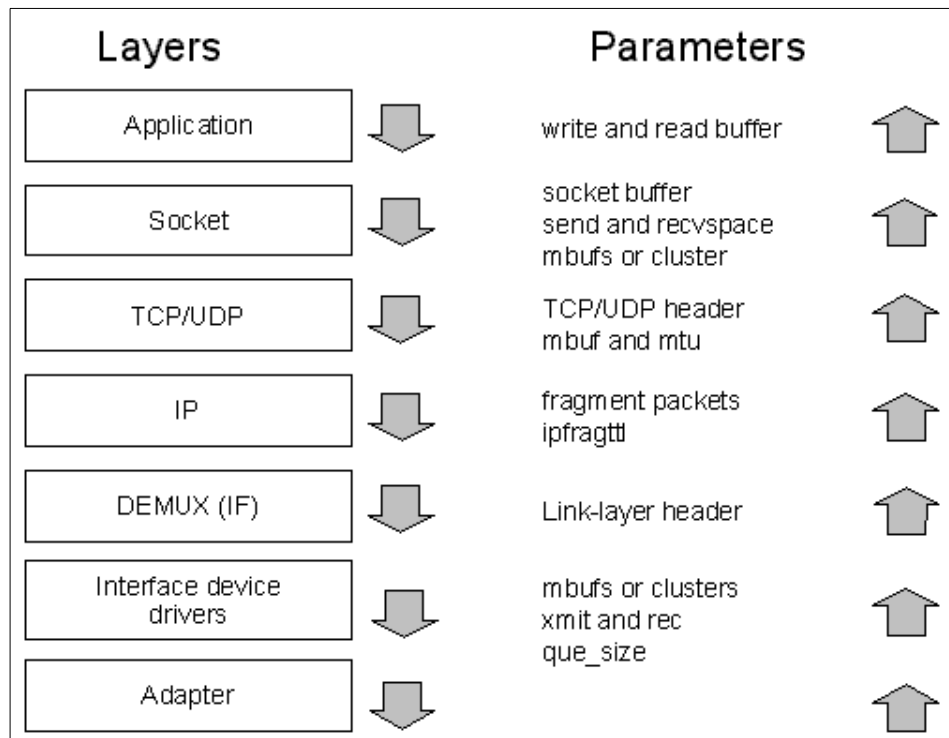 Layers Parameters
Application
write and read buffer
Socket
socket buffer
send and recvspace
mbufs or cluster
TCP/UDP
TCP/UDP header
mbuf and mtu
IP
fragment packets
ipfragttl
DEMUX (IF)
Link-layer header
Interface device
drivers
mbufs or clusters
xmit and rec
que_size
Adapter